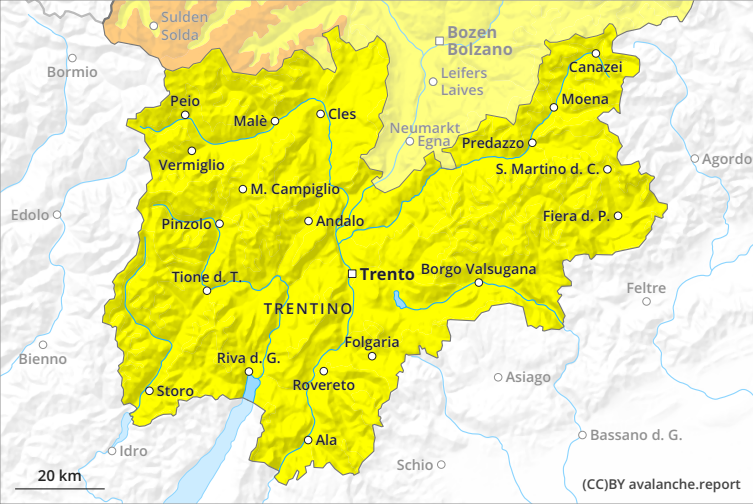 Sulden
Solda
Bozen
Bolzano
Canazei
Bormio
Leifers
Laives
Peio
Moena
Malè
Cles
Neumarkt
Egna
Predazzo
Vermiglio
Agordo
S. Martino d. C.
M. Campiglio
Edolo
Pinzolo
Andalo
Fiera d. P.
Trento
Borgo Valsugana
Tione d. T.
Feltre
TRENTINO
Bienno
Folgaria
Riva d. G.
Asiago
Rovereto
Storo
Ala
Bassano d. G.
Idro
Schio
20 km
(CC)BY avalanche.report